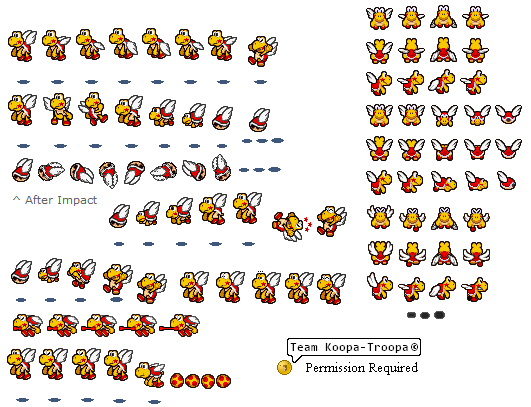 ^ After Impact
Team Koopa-Troopa®
Permission Required